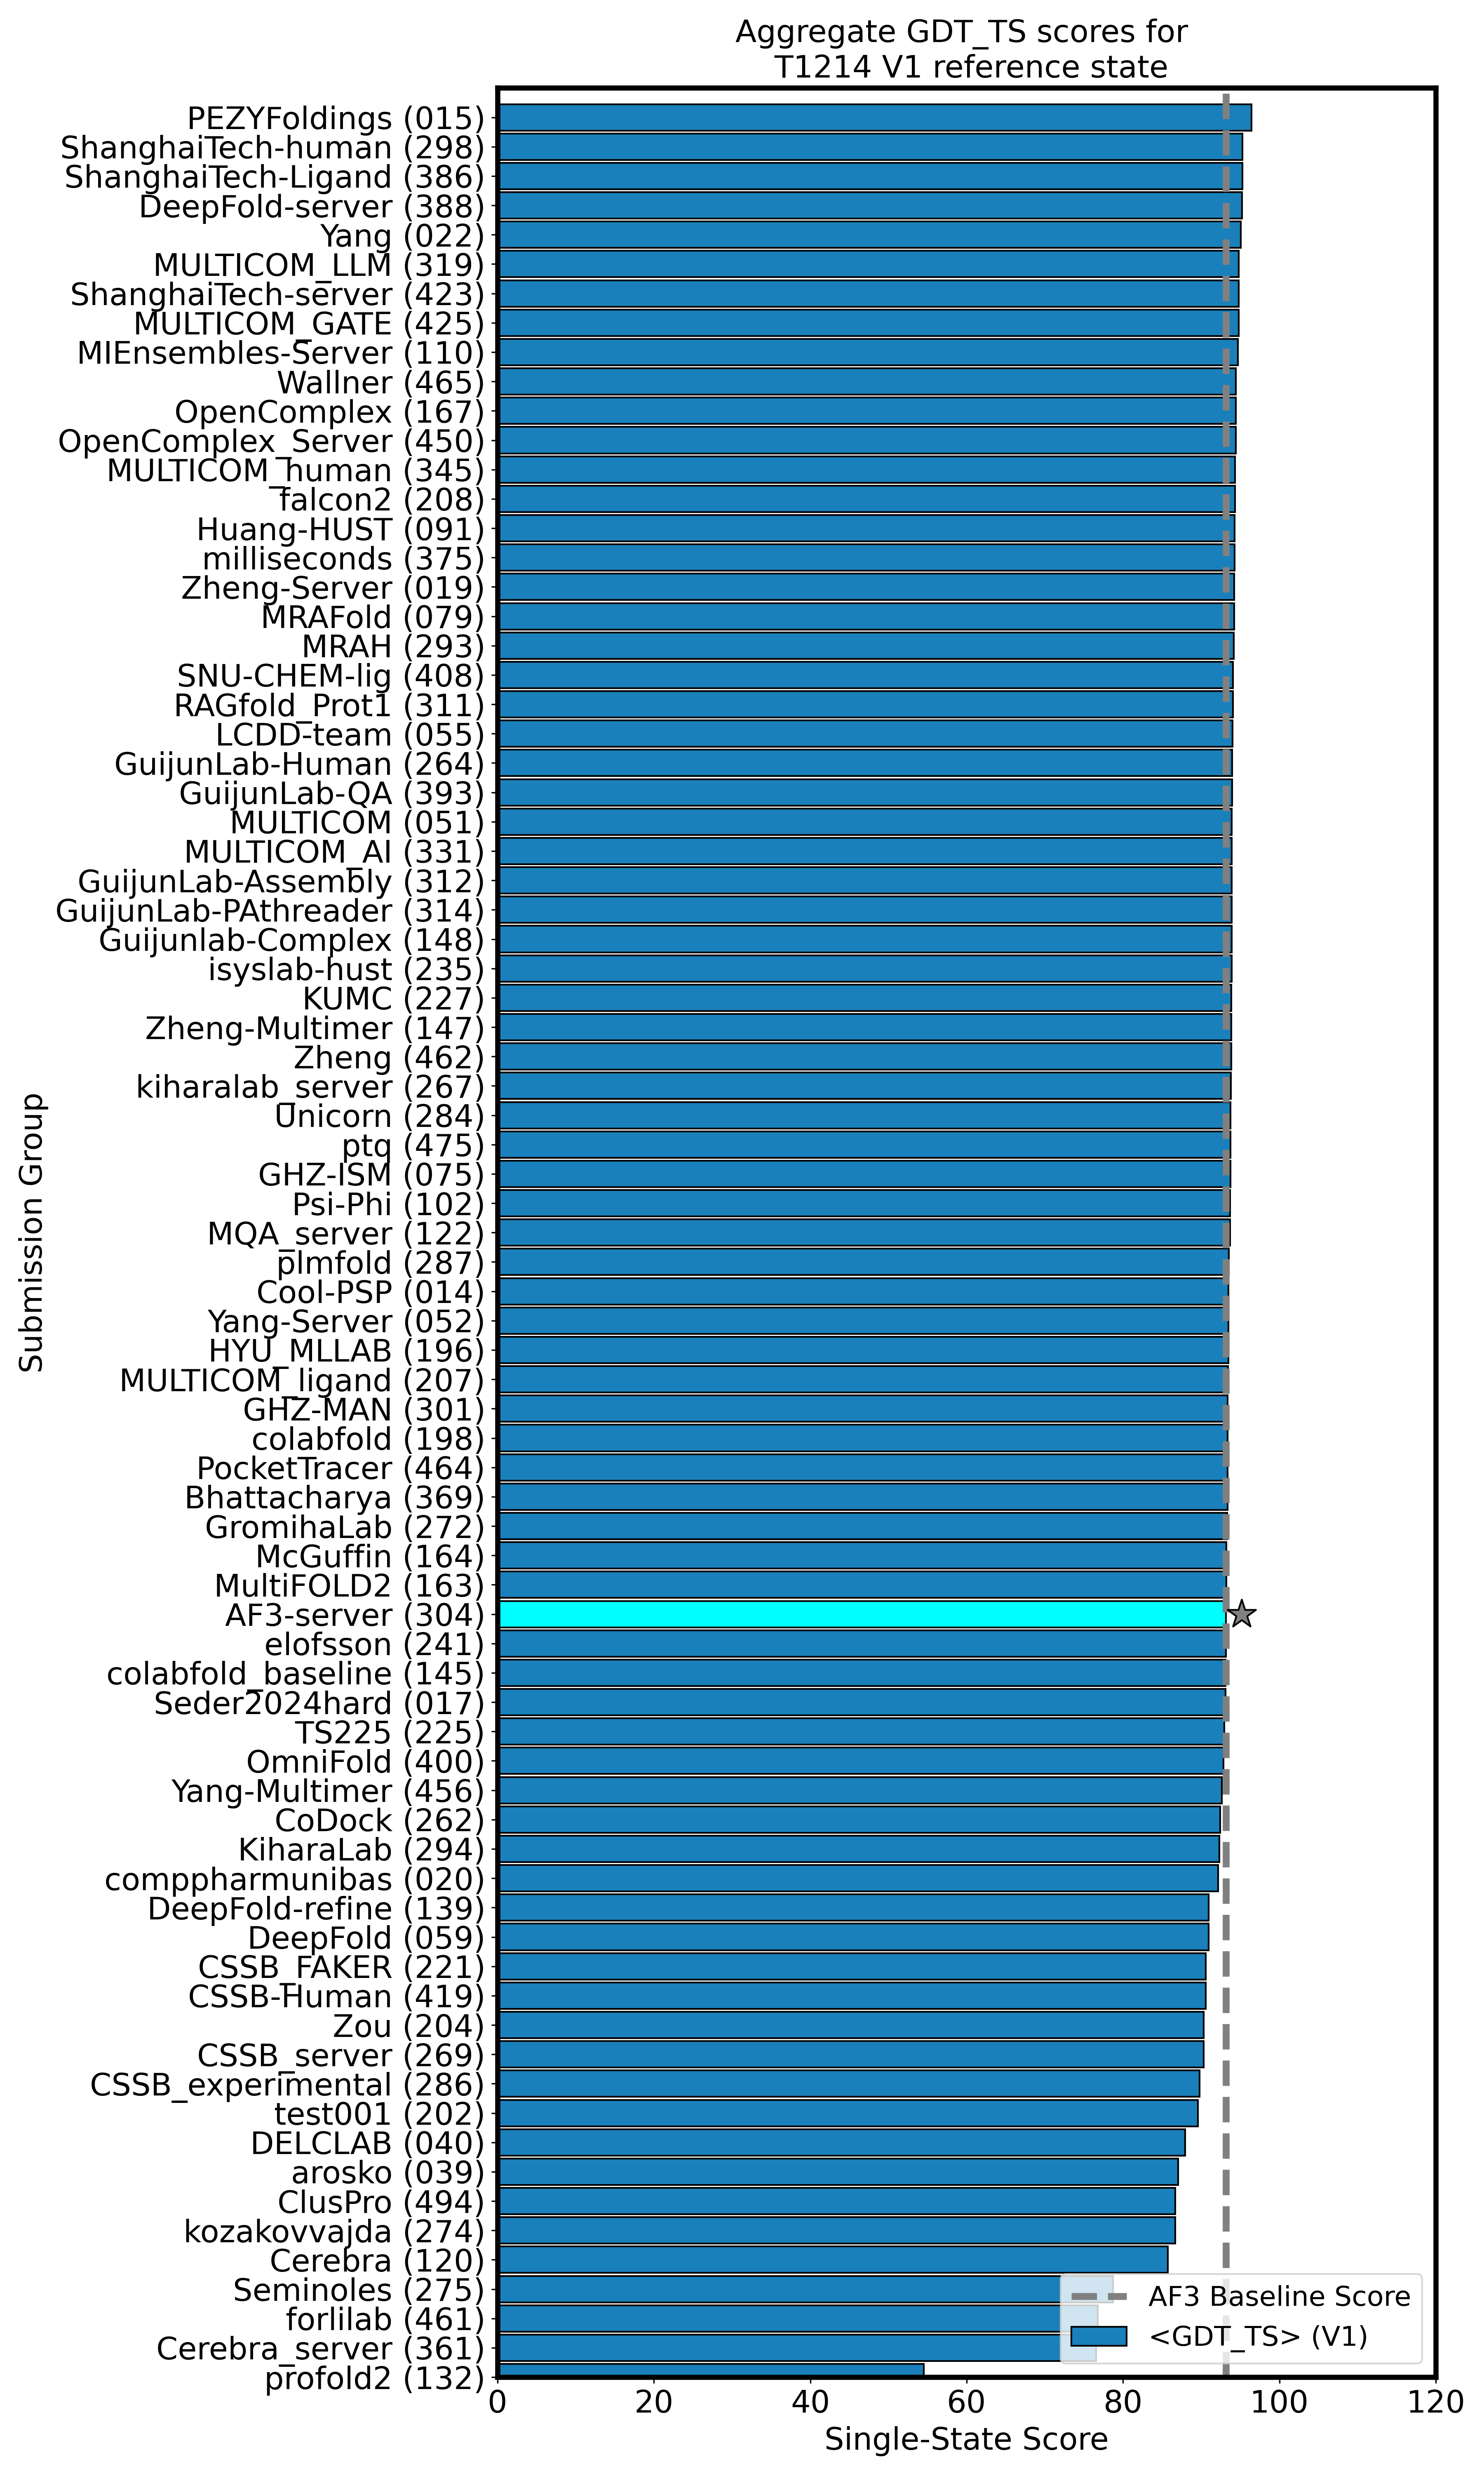 Aggregate GDT_TS scores for
T1214 V1 reference state
PEZYFoldings (015)
ShanghaiTech-human (298)
ShanghaiTech-Ligand (386)
DeepFold-server (388)
Yang (022)
MULTICOM_LLM (319)
ShanghaiTech-server (423)
MULTICOM_GATE (425)
MIEnsembles-Server (110)
Wallner (465)
OpenComplex (167)
OpenComplex_Server (450)
MULTICOM_human (345)
falcon2 (208)
Huang-HUST (091)
milliseconds (375)
Zheng-Server (019)
MRAFold (079)
MRAH (293)
SNU-CHEM-lig (408)
RAGfold_Prot1 (311)
LCDD-team (055)
GuijunLab-Human (264)
GuijunLab-QA (393)
MULTICOM (051)
MULTICOM_AI (331)
GuijunLab-Assembly (312)
GuijunLab-PAthreader (314)
Guijunlab-Complex (148)
isyslab-hust (235)
KUMC (227)
Zheng-Multimer (147)
Zheng (462)
kiharalab_server (267)
Unicorn (284)
ptq (475)
GHZ-ISM (075)
Psi-Phi (102)
MQA_server (122)
plmfold (287)
Cool-PSP (014)
Yang-Server (052)
HYU_MLLAB (196)
MULTICOM_ligand (207)
GHZ-MAN (301)
colabfold (198)
PocketTracer (464)
Bhattacharya (369)
GromihaLab (272)
McGuffin (164)
MultiFOLD2 (163)
AF3-server (304)
elofsson (241)
colabfold_baseline (145)
Seder2024hard (017)
TS225 (225)
OmniFold (400)
Yang-Multimer (456)
CoDock (262)
KiharaLab (294)
comppharmunibas (020)
DeepFold-refine (139)
DeepFold (059)
CSSB_FAKER (221)
CSSB-Human (419)
Zou (204)
CSSB_server (269)
CSSB_experimental (286)
test001 (202)
DELCLAB (040)
arosko (039)
ClusPro (494)
kozakovvajda (274)
Cerebra (120)
Seminoles (275)
forlilab (461)
Cerebra_server (361)
profold2 (132)
Submission Group
AF3 Baseline Score
<GDT_TS> (V1)
0 20 40 60 80 100 120
Single-State Score